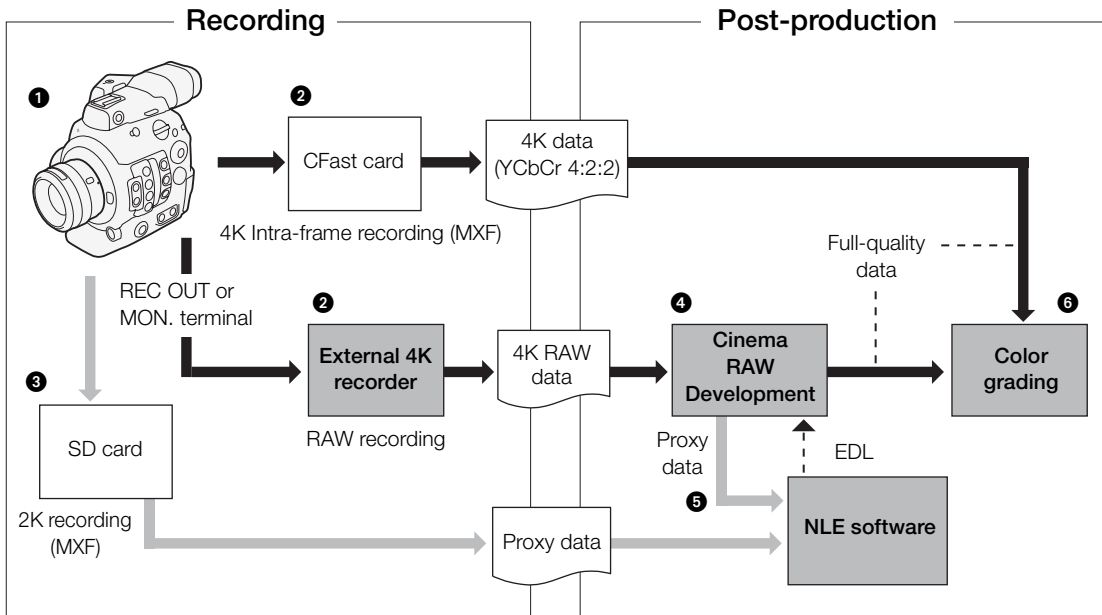 Recording
Post-production
❶
❷
CFast card
4K data
(YCbCr 4:2:2)
4K Intra-frame recording (MXF)
Full-quality
data
REC OUT or
MON. terminal
❷
External 4K
recorder
RAW recording
4K RAW
data
❹
Cinema
RAW
Development
❻
Color
grading
❸
SD card
2K recording
(MXF)
Proxy
data
EDL
❺
NLE software
Proxy data